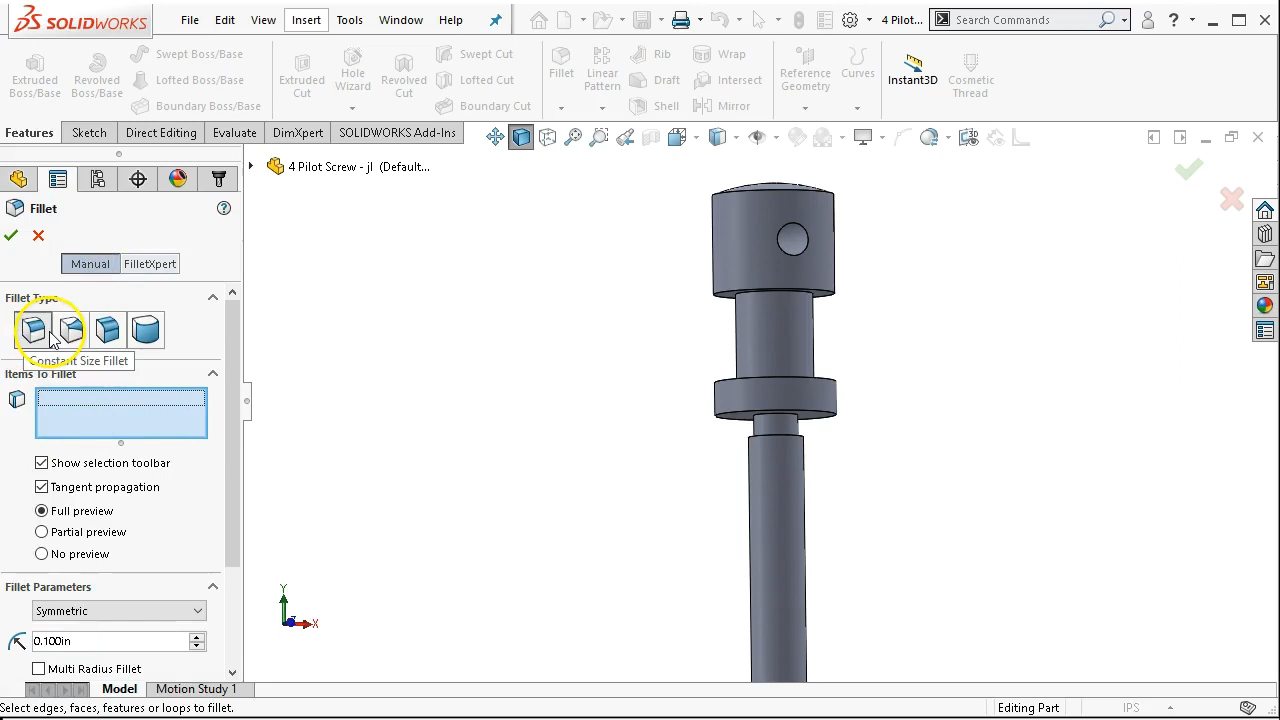 SOLIDWORKS File Edit View Insert Tools Window Help 4 Pilot... Search Commands
Extruded Boss/Base
Revolved Boss/Base
Swept Boss/Base
Lofted Boss/Base
Boundary Boss/Base
Extruded Cut
Hole Wizard
Revolved Cut
Swept Cut
Lofted Cut
Boundary Cut
Fillet
Linear Pattern
Rib
Draft
Shell
Wrap
Intersect
Mirror
Reference Geometry
Curves
Instant3D
Cosmetic Thread
Features Sketch Direct Editing Evaluate DimXpert SOLIDWORKS Add-Ins
4 Pilot Screw - jl (Default...
Fillet
Manual FilletXpert
Fillet Type
Constant Size Fillet
Items To Fillet
Show selection toolbar
Tangent propagation
Full preview
Partial preview
No preview
Fillet Parameters
Symmetric
0.100in
Multi Radius Fillet
Y
Z X
Model Motion Study 1
Select edges, faces, features or loops to fillet. Editing Part IPS